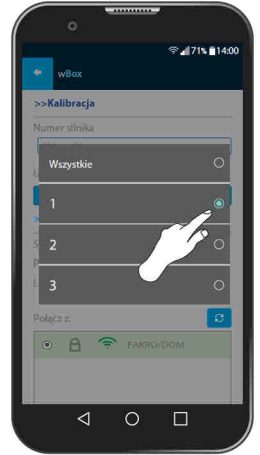 71% 14:00
wBox
>>Kalibracja
Numer silnika
Wszystkie
1
2
3
Połącz z:
FAKRO/DOM